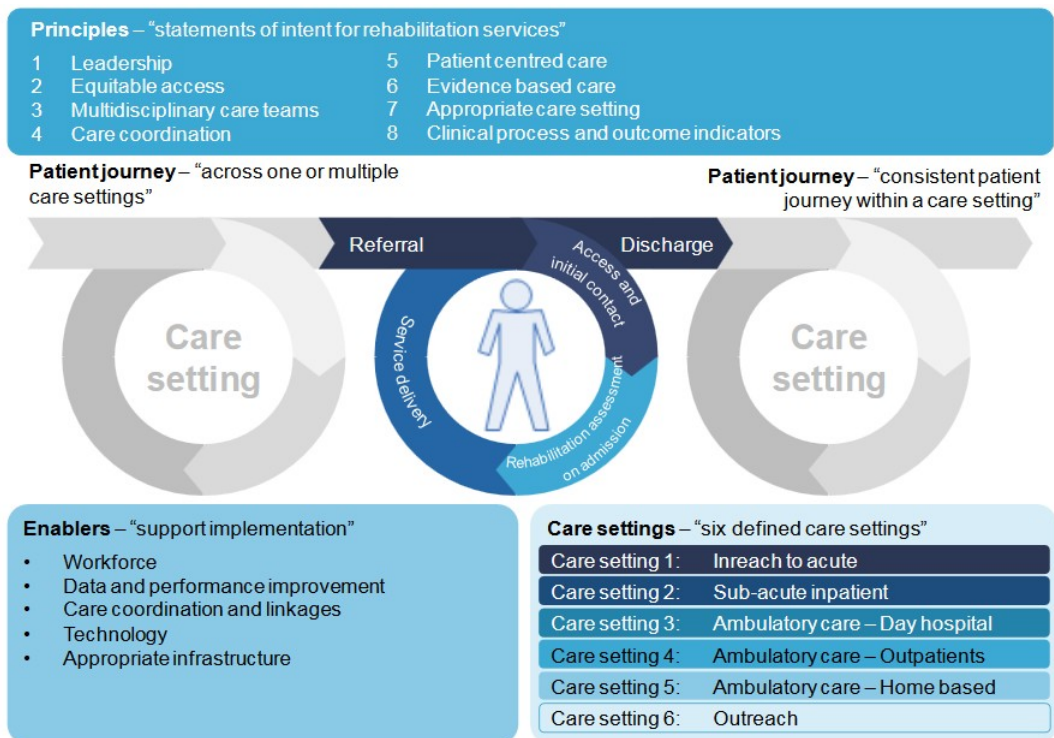 Principles – “statements of intent for rehabilitation services”
1 Leadership
2 Equitable access
3 Multidisciplinary care teams
4 Care coordination
5 Patient centred care
6 Evidence based care
7 Appropriate care setting
8 Clinical process and outcome indicators
Patient journey – “across one or multiple
care settings”
Patient journey – “consistent patient
journey within a care setting”
Referral
Discharge
Access and
initial contact
Rehabilitation assessment
on admission
Service delivery
Care
setting
Care
setting
Enablers – “support implementation”
• Workforce
• Data and performance improvement
• Care coordination and linkages
• Technology
• Appropriate infrastructure
Care settings – “six defined care settings”
Care setting 1: Inreach to acute
Care setting 2: Sub-acute inpatient
Care setting 3: Ambulatory care – Day hospital
Care setting 4: Ambulatory care – Outpatients
Care setting 5: Ambulatory care – Home based
Care setting 6: Outreach